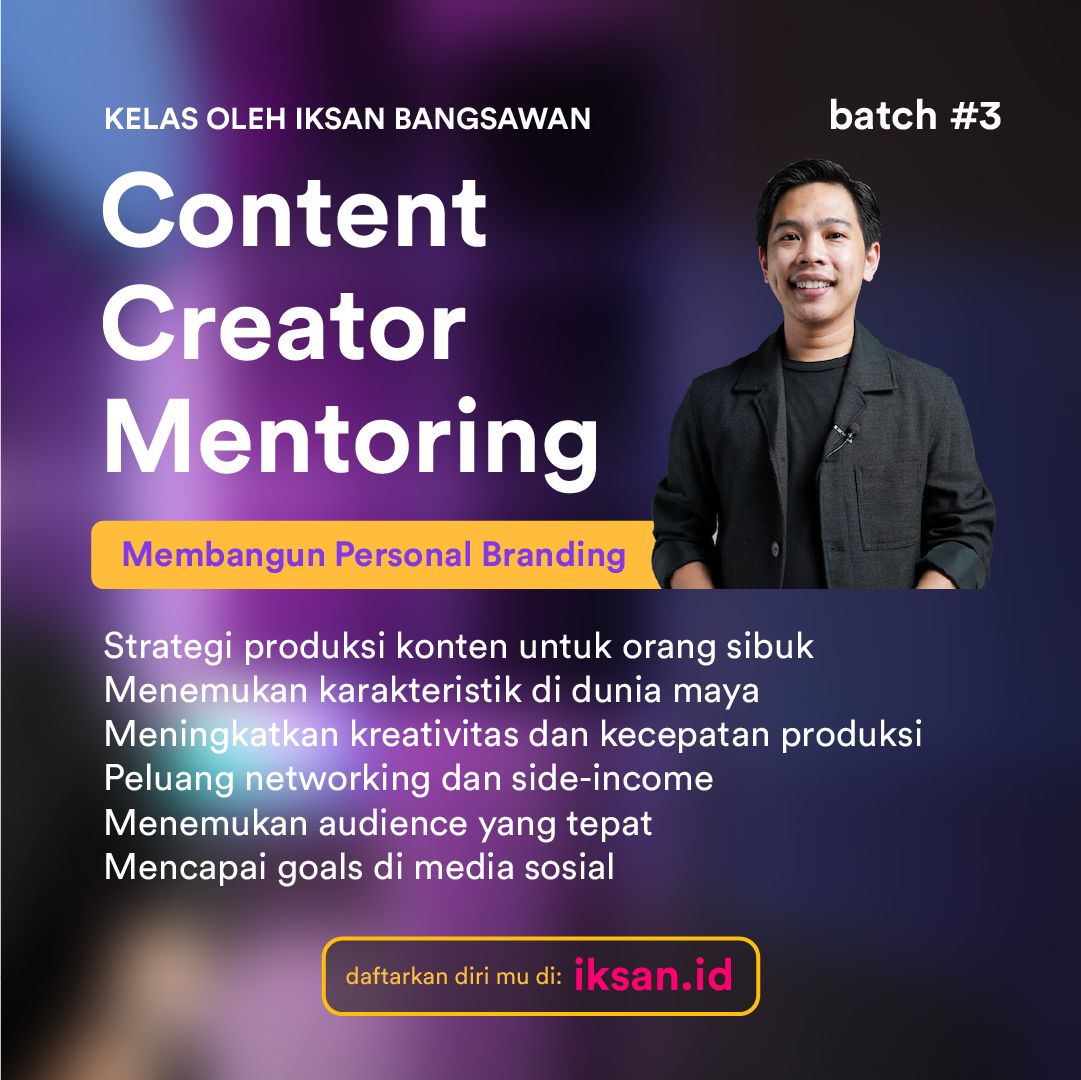 KELAS OLEH IKSAN BANGSAWAN
batch #3
Content
Creator
Mentoring
Membangun Personal Branding
Strategi produksi konten untuk orang sibuk
Menemukan karakteristik di dunia maya
Meningkatkan kreativitas dan kecepatan produksi
Peluang networking dan side-income
Menemukan audience yang tepat
Mencapai goals di media sosial
daftarkan diri mu di: iksan.id